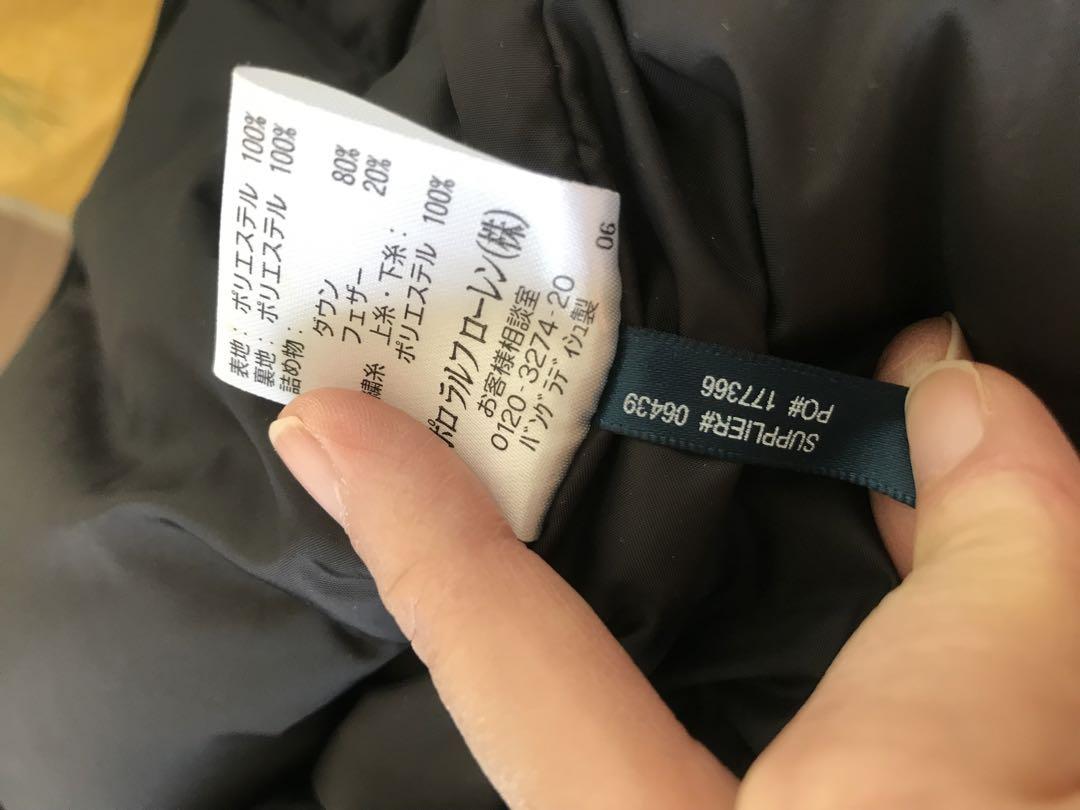 表地: ポリエステル 100%
裏地: ポリエステル 100%
詰め物:
ダウン 80%
フェザー 20%
繍糸 上糸・下糸:
ポリエステル 100%
ポロ ラルフ ローレン(株)
お客様相談室
0120-3274-20
バングラディシュ製
06
SUPPLIER# 06439
PO# 177366